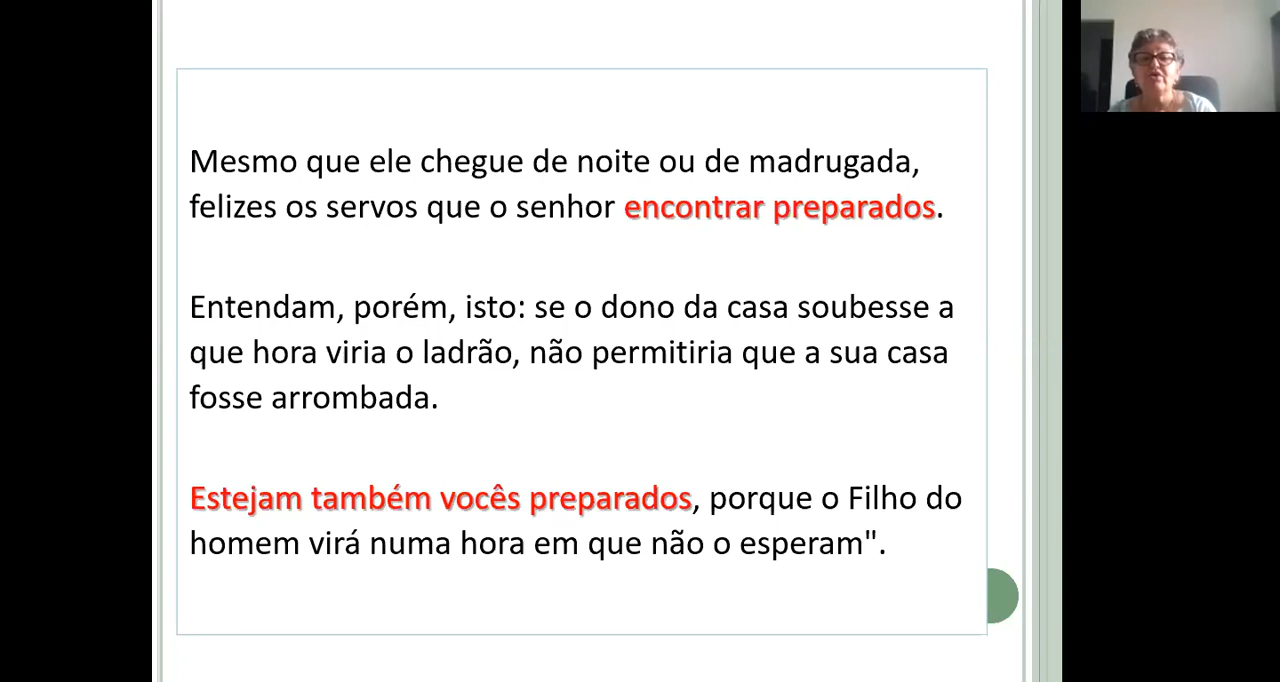 Mesmo que ele chegue de noite ou de madrugada,
felizes os servos que o senhor encontrar preparados.
Entendam, porém, isto: se o dono da casa soubesse a
que hora viria o ladrão, não permitiria que a sua casa
fosse arrombada.
Estejam também vocês preparados, porque o Filho do
homem virá numa hora em que não o esperam".